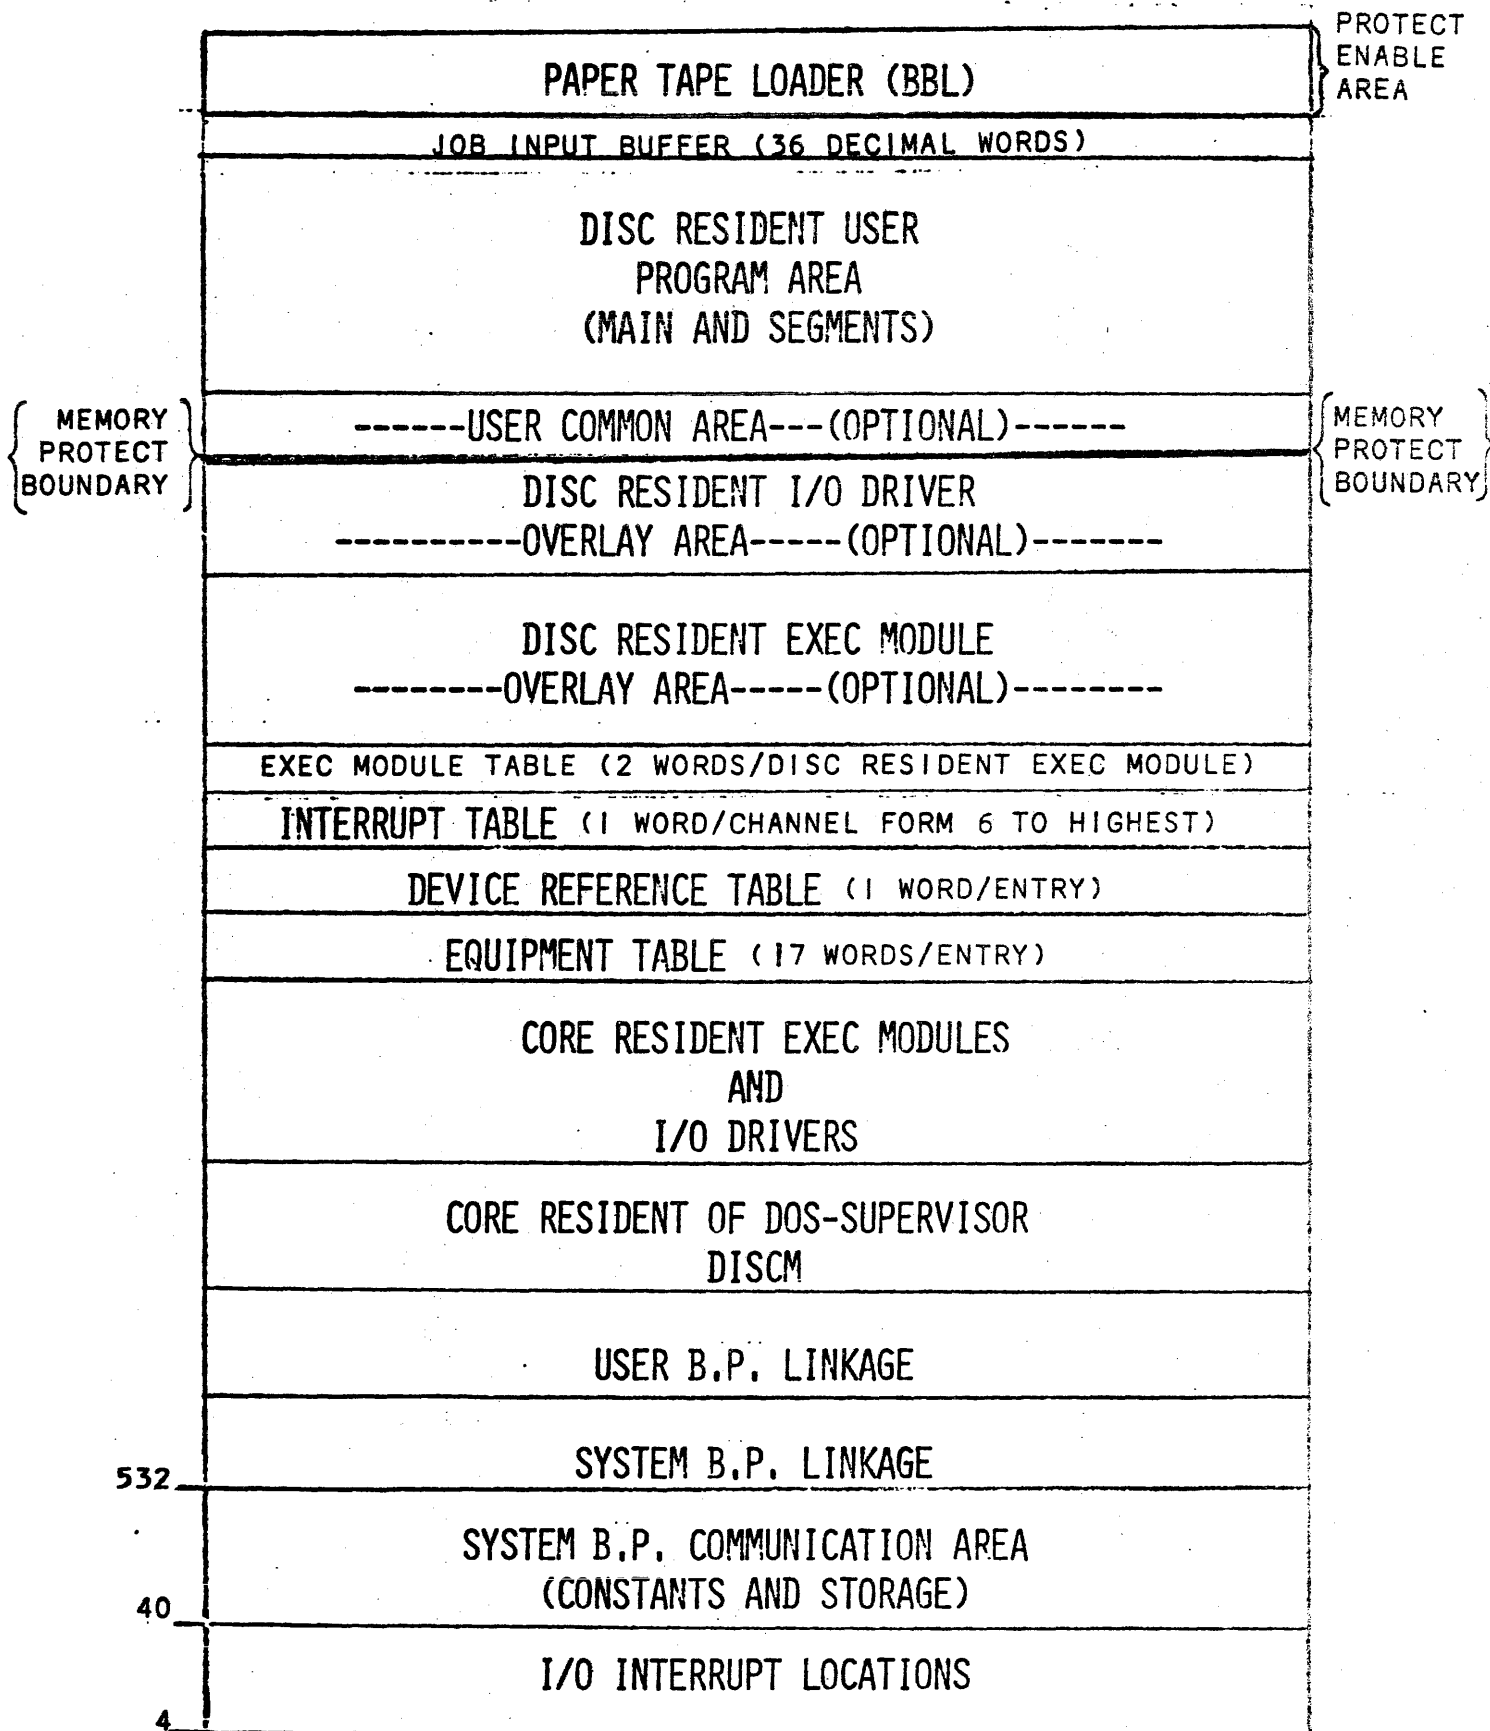 PROTECT
ENABLE
AREA
PAPER TAPE LOADER (BBL)
JOB INPUT BUFFER (36 DECIMAL WORDS)
DISC RESIDENT USER
PROGRAM AREA
(MAIN AND SEGMENTS)
MEMORY
PROTECT
BOUNDARY
------USER COMMON AREA---(OPTIONAL)------
MEMORY
PROTECT
BOUNDARY
DISC RESIDENT I/O DRIVER
----------OVERLAY AREA-----(OPTIONAL)-------
DISC RESIDENT EXEC MODULE
--------OVERLAY AREA-----(OPTIONAL)--------
EXEC MODULE TABLE (2 WORDS/DISC RESIDENT EXEC MODULE)
INTERRUPT TABLE (1 WORD/CHANNEL FORM 6 TO HIGHEST)
DEVICE REFERENCE TABLE (1 WORD/ENTRY)
EQUIPMENT TABLE (17 WORDS/ENTRY)
CORE RESIDENT EXEC MODULES
AND
I/O DRIVERS
CORE RESIDENT OF DOS-SUPERVISOR
DISCM
USER B.P. LINKAGE
SYSTEM B.P. LINKAGE
532
SYSTEM B.P. COMMUNICATION AREA
(CONSTANTS AND STORAGE)
40
I/O INTERRUPT LOCATIONS
4